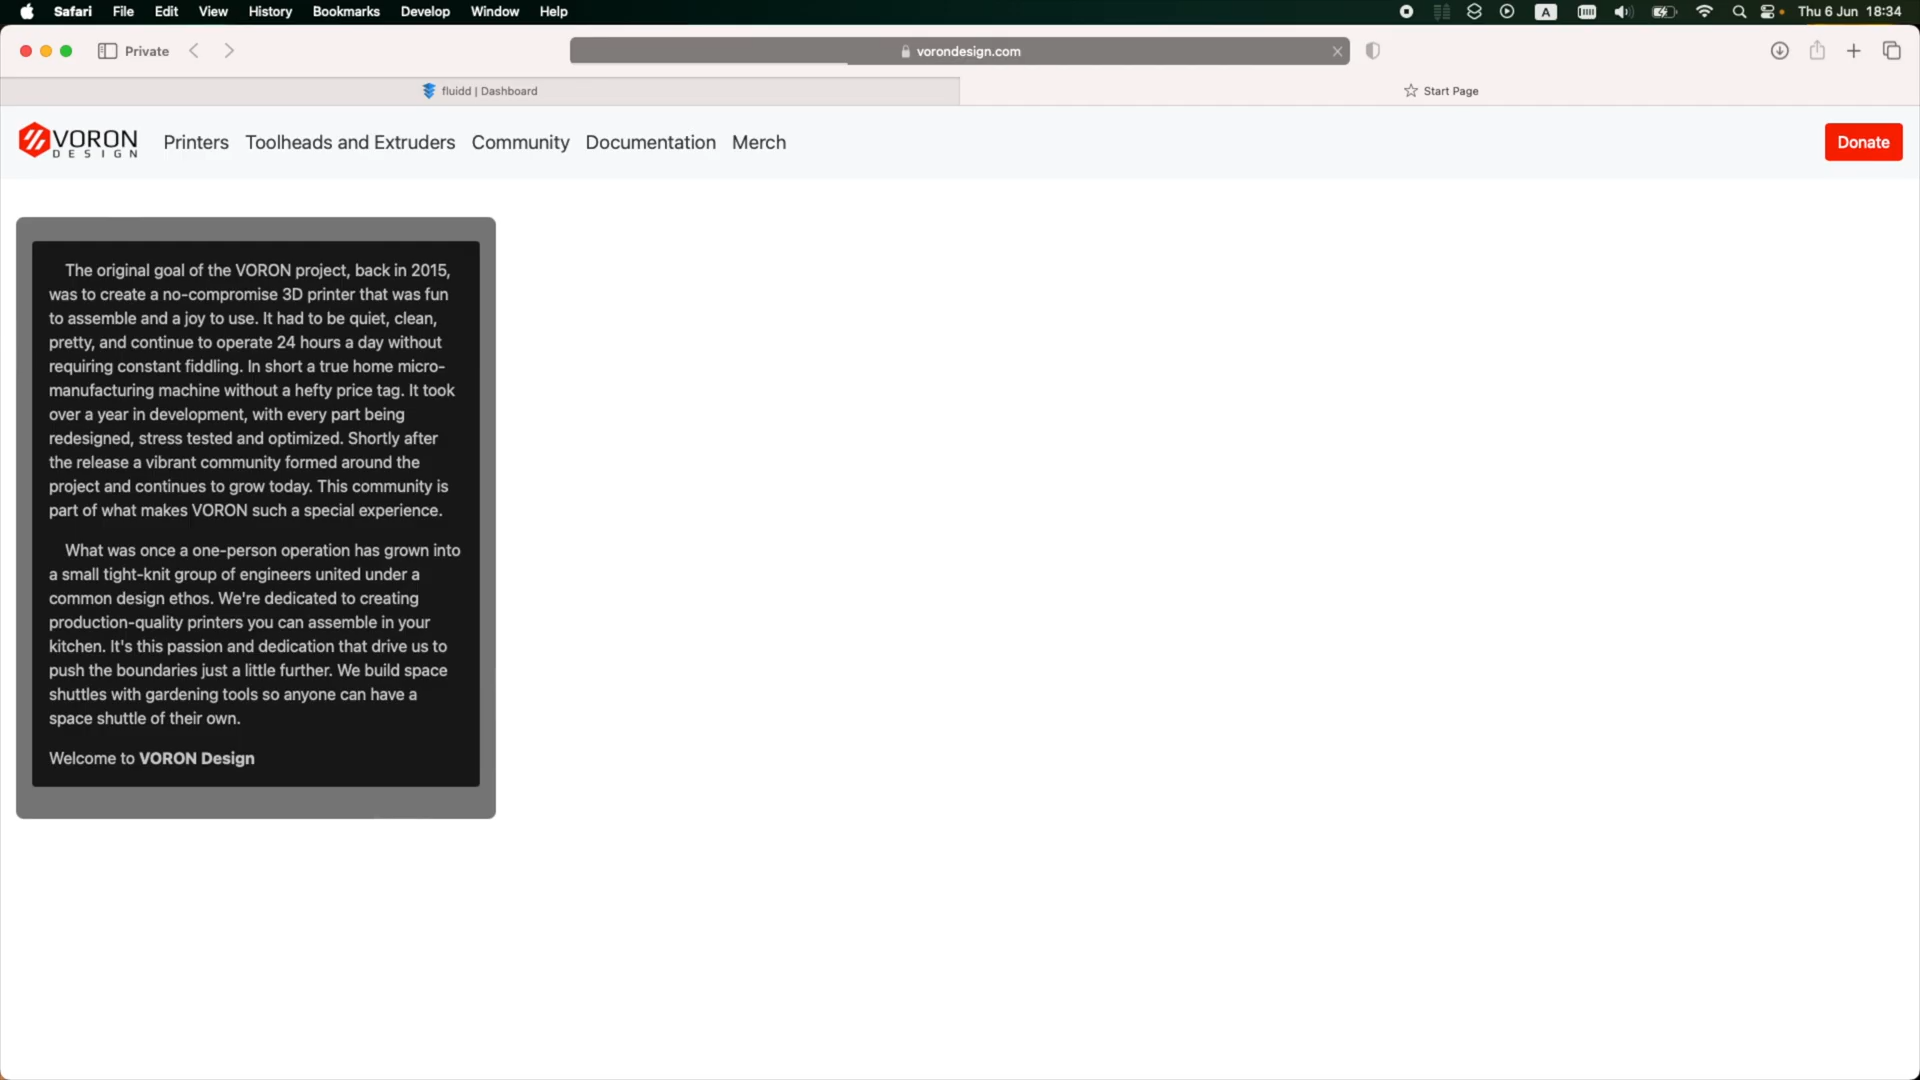 Safari File Edit View History Bookmarks Develop Window Help A Thu 6 Jun 18:34
Private vorondesign.com
fluidd | Dashboard Start Page
VORON
DESIGN
Printers Toolheads and Extruders Community Documentation Merch Donate
The original goal of the VORON project, back in 2015,
was to create a no-compromise 3D printer that was fun
to assemble and a joy to use. It had to be quiet, clean,
pretty, and continue to operate 24 hours a day without
requiring constant fiddling. In short a true home micro-
manufacturing machine without a hefty price tag. It took
over a year in development, with every part being
redesigned, stress tested and optimized. Shortly after
the release a vibrant community formed around the
project and continues to grow today. This community is
part of what makes VORON such a special experience.
What was once a one-person operation has grown into
a small tight-knit group of engineers united under a
common design ethos. We're dedicated to creating
production-quality printers you can assemble in your
kitchen. It's this passion and dedication that drive us to
push the boundaries just a little further. We build space
shuttles with gardening tools so anyone can have a
space shuttle of their own.
Welcome to VORON Design